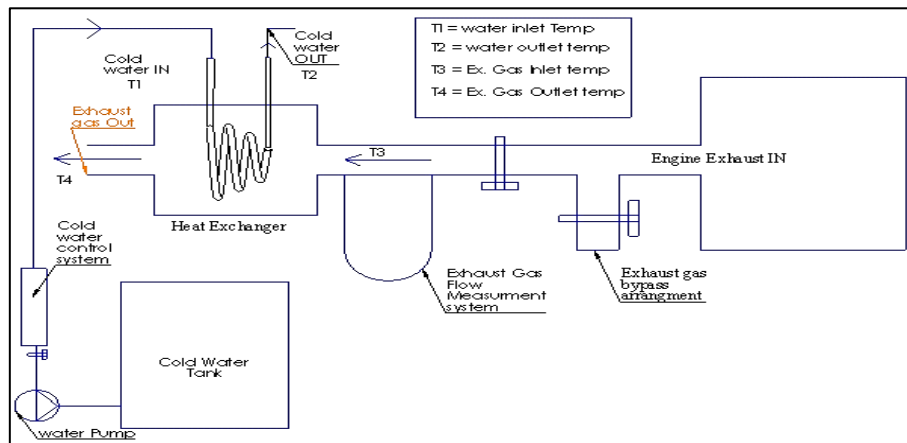 T1 = water inlet Temp
T2 = water outlet temp
T3 = Ex. Gas Inlet temp
T4 = Ex. Gas Outlet temp
Cold
water IN
T1
Cold
water
OUT
T2
Exhaust
gas Out
T4
T3
Engine Exhaust IN
Heat Exchanger
Cold
water
control
system
Exhaust Gas
Flow
Measurment
system
Exhaust gas
bypass
arrangment
Cold Water
Tank
water Pump